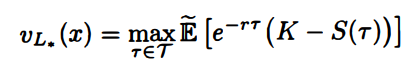 $v_{L_*}(x) = \max_{\tau \in \mathcal{T}} \widetilde{\mathbb{E}} \left[ e^{-r\tau} \left( K - S(\tau) \right) \right]$